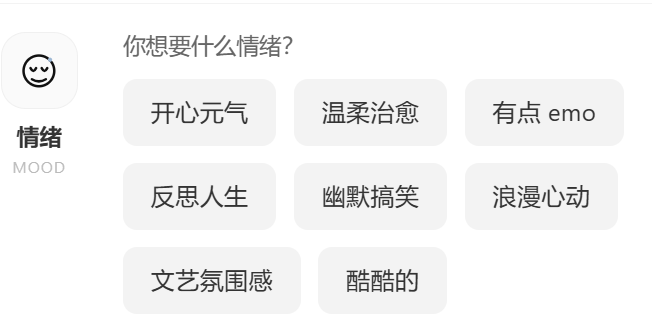 你想要什么情绪?
情绪
MOOD
开心元气 温柔治愈 有点 emo
反思人生 幽默搞笑 浪漫心动
文艺氛围感 酷酷的